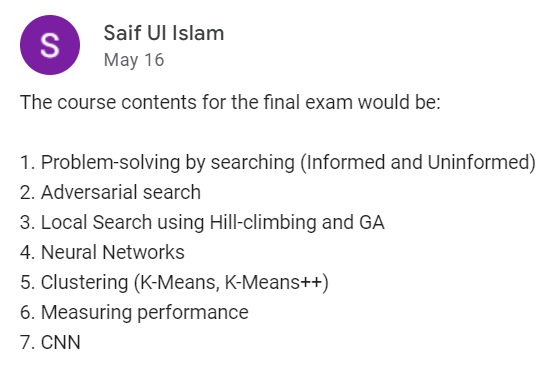 S
Saif Ul Islam
May 16
The course contents for the final exam would be:
1. Problem-solving by searching (Informed and Uninformed)
2. Adversarial search
3. Local Search using Hill-climbing and GA
4. Neural Networks
5. Clustering (K-Means, K-Means++)
6. Measuring performance
7. CNN